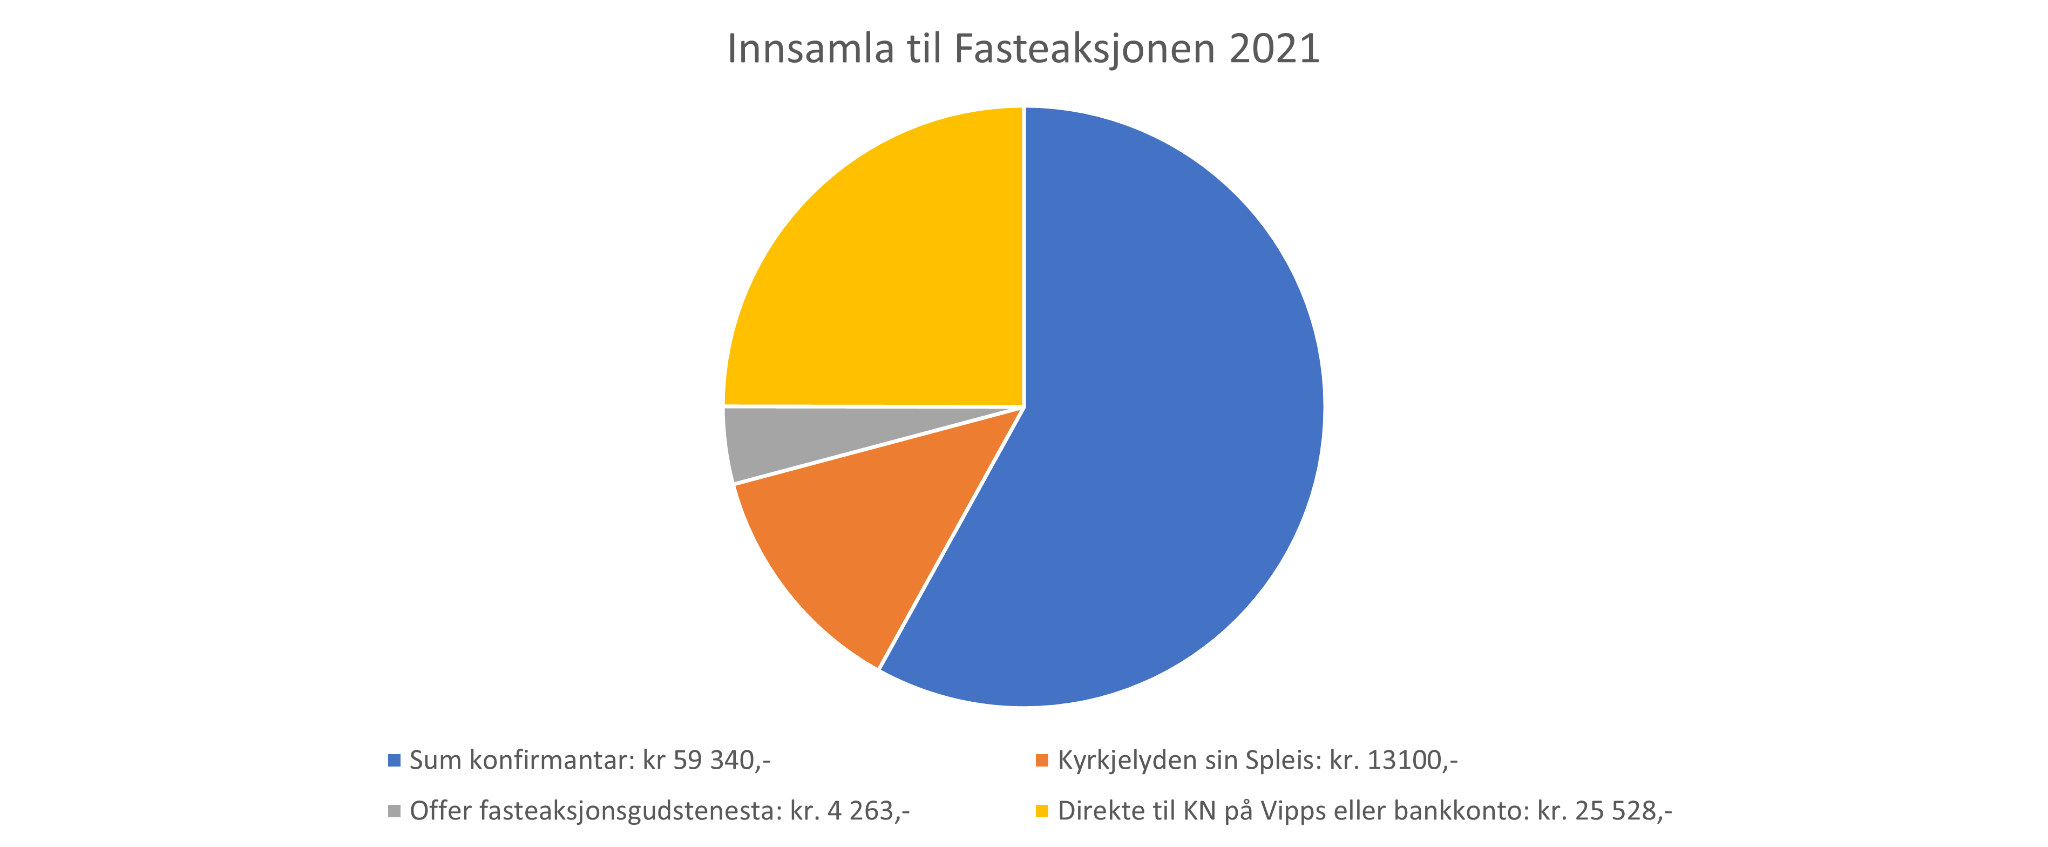 Innsamla til Fasteaksjonen 2021
Sum konfirmantar: kr 59 340,-
Kyrkjelyden sin Spleis: kr. 13100,-
Offer fasteaksjonsgudstenesta: kr. 4 263,-
Direkte til KN på Vipps eller bankkonto: kr. 25 528,-